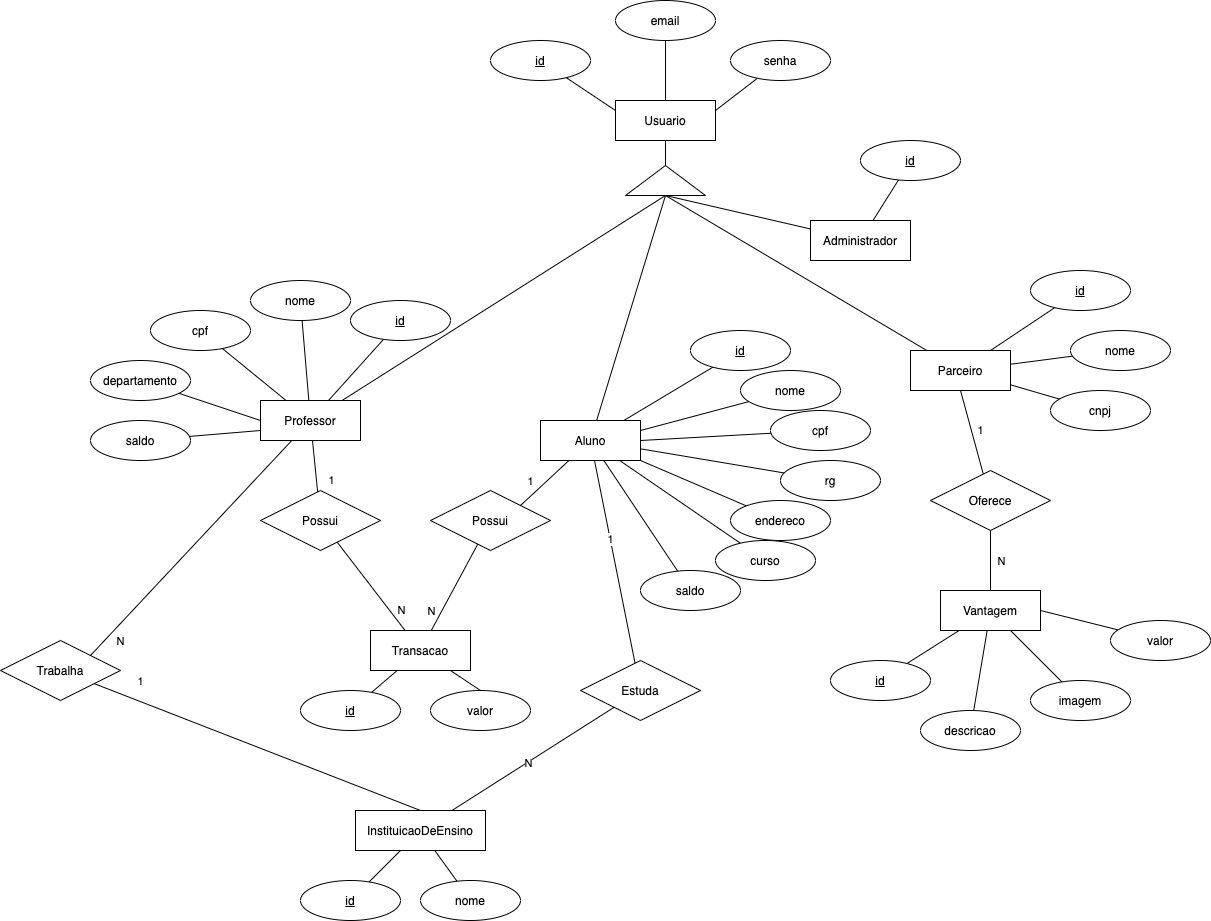 email
id
senha
Usuario
id
Administrador
id
nome
cnpj
Parceiro
nome
id
cpf
departamento
saldo
Professor
id
nome
cpf
rg
endereco
curso
saldo
Aluno
1
Possui
N
1
Possui
N
1
Oferece
N
1
Estuda
N
N
Trabalha
1
Transacao
id
valor
Vantagem
valor
id
imagem
descricao
InstituicaoDeEnsino
id
nome